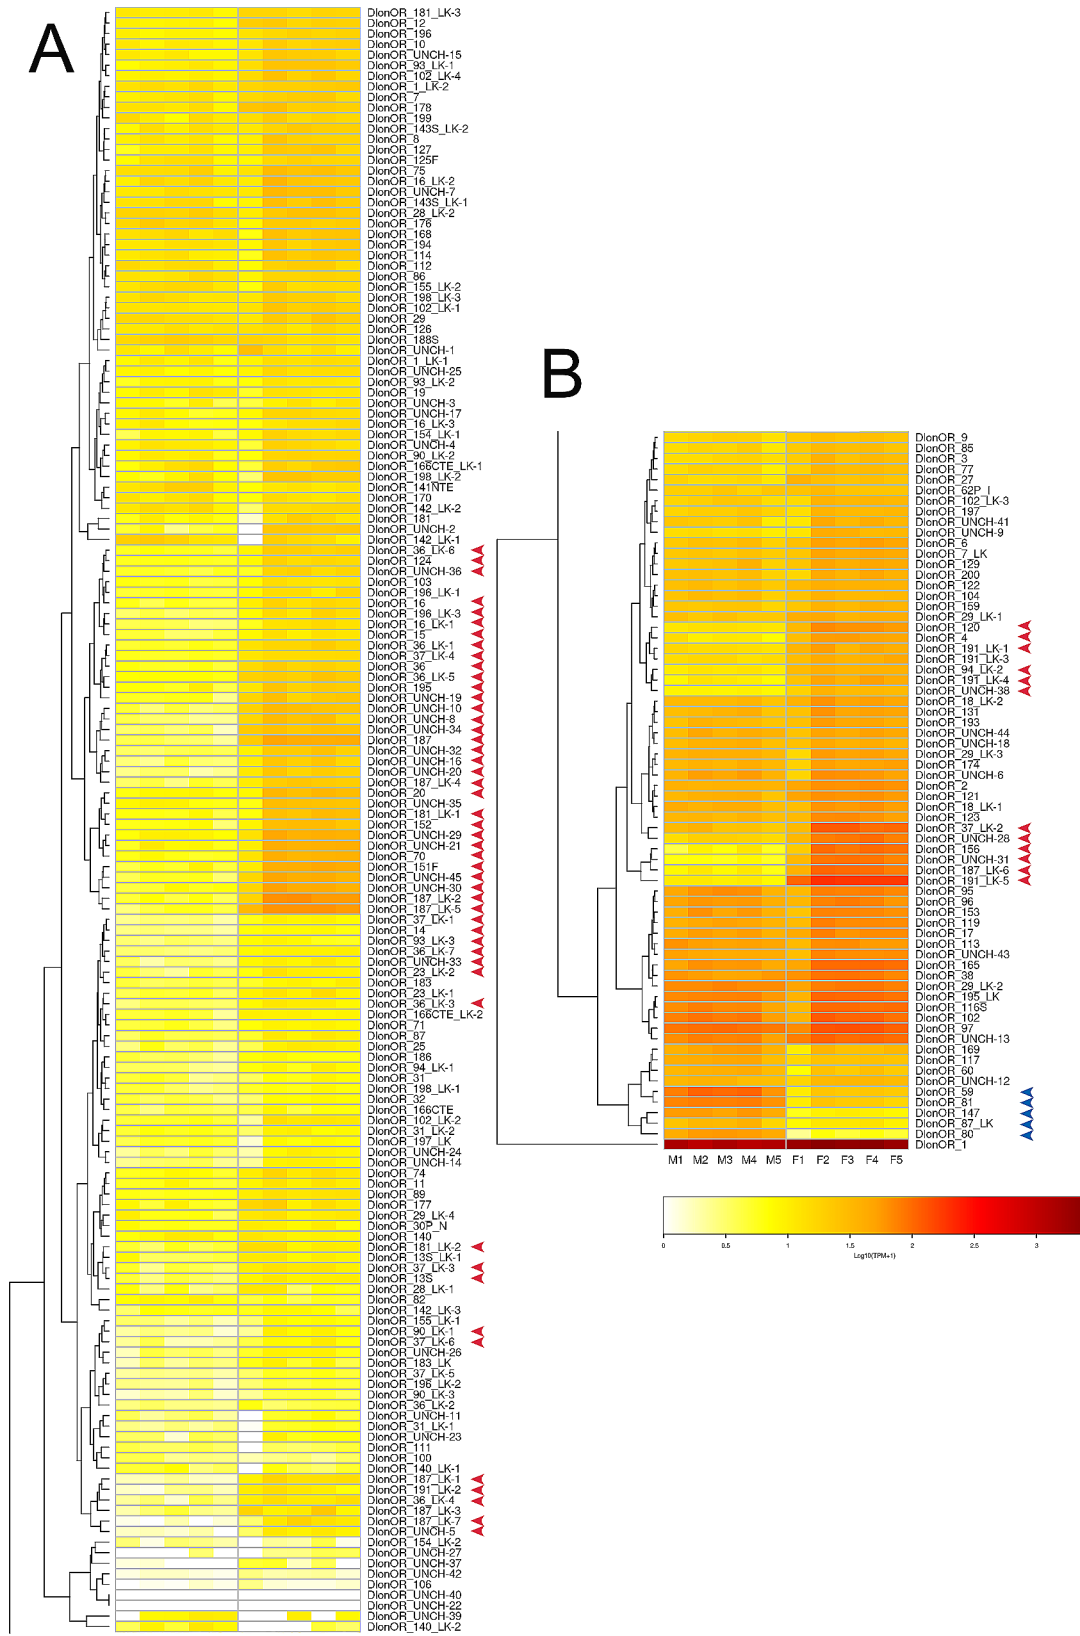 A
DlonOR_181_LK-3
DlonOR_12
DlonOR_196
DlonOR_10
DlonOR_UNCH-15
DlonOR_93_LK-1
DlonOR_102_LK-4
DlonOR_1_LK-2
DlonOR_7
DlonOR_178
DlonOR_199
DlonOR_143S_LK-2
DlonOR_8
DlonOR_127
DlonOR_125F
DlonOR_75
DlonOR_16_LK-2
DlonOR_UNCH-7
DlonOR_143S_LK-1
DlonOR_28_LK-2
DlonOR_176
DlonOR_168
DlonOR_194
DlonOR_114
DlonOR_112
DlonOR_86
DlonOR_155_LK-2
DlonOR_198_LK-3
DlonOR_102_LK-1
DlonOR_29
DlonOR_126
DlonOR_188S
DlonOR_UNCH-1
DlonOR_1_LK-1
DlonOR_UNCH-25
DlonOR_93_LK-2
DlonOR_19
DlonOR_UNCH-3
DlonOR_UNCH-17
DlonOR_16_LK-3
DlonOR_154_LK-1
DlonOR_UNCH-4
DlonOR_90_LK-2
DlonOR_166CTE_LK-1
DlonOR_198_LK-2
DlonOR_141NTE
DlonOR_170
DlonOR_142_LK-2
DlonOR_181
DlonOR_UNCH-2
DlonOR_142_LK-1
DlonOR_36_LK-6
DlonOR_124
DlonOR_UNCH-36
DlonOR_103
DlonOR_196_LK-1
DlonOR_16
DlonOR_196_LK-3
DlonOR_16_LK-1
DlonOR_15
DlonOR_36_LK-1
DlonOR_37_LK-4
DlonOR_36
DlonOR_36_LK-5
DlonOR_195
DlonOR_UNCH-19
DlonOR_UNCH-10
DlonOR_UNCH-8
DlonOR_UNCH-34
DlonOR_187
DlonOR_UNCH-32
DlonOR_UNCH-16
DlonOR_UNCH-20
DlonOR_187_LK-4
DlonOR_20
DlonOR_UNCH-35
DlonOR_181_LK-1
DlonOR_152
DlonOR_UNCH-29
DlonOR_UNCH-21
DlonOR_70
DlonOR_151F
DlonOR_UNCH-45
DlonOR_UNCH-30
DlonOR_187_LK-2
DlonOR_187_LK-5
DlonOR_37_LK-1
DlonOR_14
DlonOR_93_LK-3
DlonOR_36_LK-7
DlonOR_UNCH-33
DlonOR_23_LK-2
DlonOR_183
DlonOR_23_LK-1
DlonOR_36_LK-3
DlonOR_166CTE_LK-2
DlonOR_71
DlonOR_87
DlonOR_25
DlonOR_186
DlonOR_94_LK-1
DlonOR_31
DlonOR_198_LK-1
DlonOR_32
DlonOR_166CTE
DlonOR_102_LK-2
DlonOR_31_LK-2
DlonOR_197_LK
DlonOR_UNCH-24
DlonOR_UNCH-14
DlonOR_74
DlonOR_11
DlonOR_89
DlonOR_177
DlonOR_29_LK-4
DlonOR_30P_N
DlonOR_140
DlonOR_181_LK-2
DlonOR_13S_LK-1
DlonOR_37_LK-3
DlonOR_13S
DlonOR_28_LK-1
DlonOR_82
DlonOR_142_LK-3
DlonOR_155_LK-1
DlonOR_90_LK-1
DlonOR_37_LK-6
DlonOR_UNCH-26
DlonOR_183_LK
DlonOR_37_LK-5
DlonOR_196_LK-2
DlonOR_90_LK-3
DlonOR_36_LK-2
DlonOR_UNCH-11
DlonOR_31_LK-1
DlonOR_UNCH-23
DlonOR_111
DlonOR_100
DlonOR_140_LK-1
DlonOR_187_LK-1
DlonOR_191_LK-2
DlonOR_36_LK-4
DlonOR_187_LK-3
DlonOR_187_LK-7
DlonOR_UNCH-5
DlonOR_154_LK-2
DlonOR_UNCH-27
DlonOR_UNCH-37
DlonOR_UNCH-42
DlonOR_106
DlonOR_UNCH-40
DlonOR_UNCH-22
DlonOR_UNCH-39
DlonOR_140_LK-2
B
DlonOR_9
DlonOR_85
DlonOR_3
DlonOR_77
DlonOR_27
DlonOR_62P_I
DlonOR_102_LK-3
DlonOR_197
DlonOR_UNCH-41
DlonOR_UNCH-9
DlonOR_6
DlonOR_7_LK
DlonOR_129
DlonOR_200
DlonOR_122
DlonOR_104
DlonOR_159
DlonOR_29_LK-1
DlonOR_120
DlonOR_4
DlonOR_191_LK-1
DlonOR_191_LK-3
DlonOR_94_LK-2
DlonOR_191_LK-4
DlonOR_UNCH-38
DlonOR_18_LK-2
DlonOR_131
DlonOR_193
DlonOR_UNCH-44
DlonOR_UNCH-18
DlonOR_29_LK-3
DlonOR_174
DlonOR_UNCH-6
DlonOR_2
DlonOR_121
DlonOR_18_LK-1
DlonOR_123
DlonOR_37_LK-2
DlonOR_UNCH-28
DlonOR_156
DlonOR_UNCH-31
DlonOR_187_LK-6
DlonOR_191_LK-5
DlonOR_95
DlonOR_96
DlonOR_153
DlonOR_119
DlonOR_17
DlonOR_113
DlonOR_UNCH-43
DlonOR_165
DlonOR_38
DlonOR_29_LK-2
DlonOR_195_LK
DlonOR_116S
DlonOR_102
DlonOR_97
DlonOR_UNCH-13
DlonOR_169
DlonOR_117
DlonOR_60
DlonOR_UNCH-12
DlonOR_59
DlonOR_81
DlonOR_147
DlonOR_87_LK
DlonOR_80
DlonOR_1
M1 M2 M3 M4 M5 F1 F2 F3 F4 F5
0 0.5 1 1.5 2 2.5 3
Log10(TPM+1)